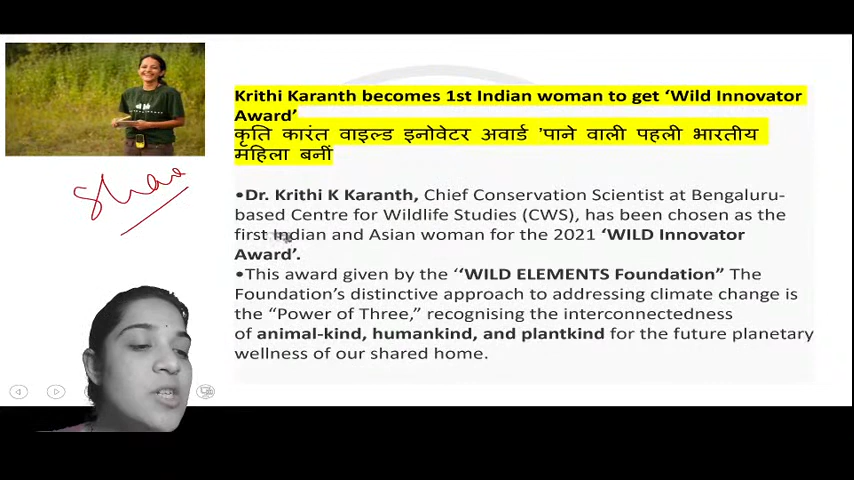 Krithi Karanth becomes 1st Indian woman to get ‘Wild Innovator
Award’
कृति कारंत वाइल्ड इनोवेटर अवार्ड 'पाने वाली पहली भारतीय
महिला बनीं
•Dr. Krithi K Karanth, Chief Conservation Scientist at Bengaluru-
based Centre for Wildlife Studies (CWS), has been chosen as the
first Indian and Asian woman for the 2021 ‘WILD Innovator
Award’.
•This award given by the ‘‘WILD ELEMENTS Foundation” The
Foundation’s distinctive approach to addressing climate change is
the “Power of Three,” recognising the interconnectedness
of animal-kind, humankind, and plantkind for the future planetary
wellness of our shared home.